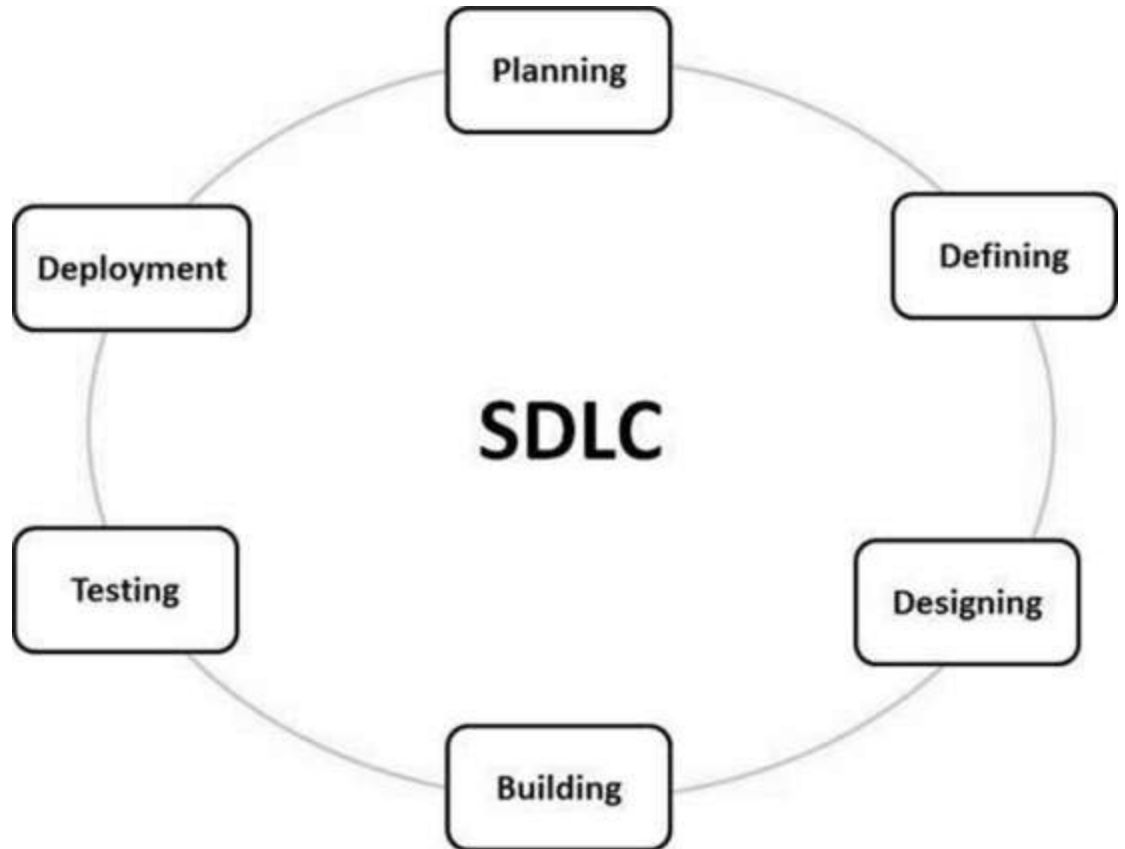 Planning
Defining
Designing
Building
Testing
Deployment
SDLC